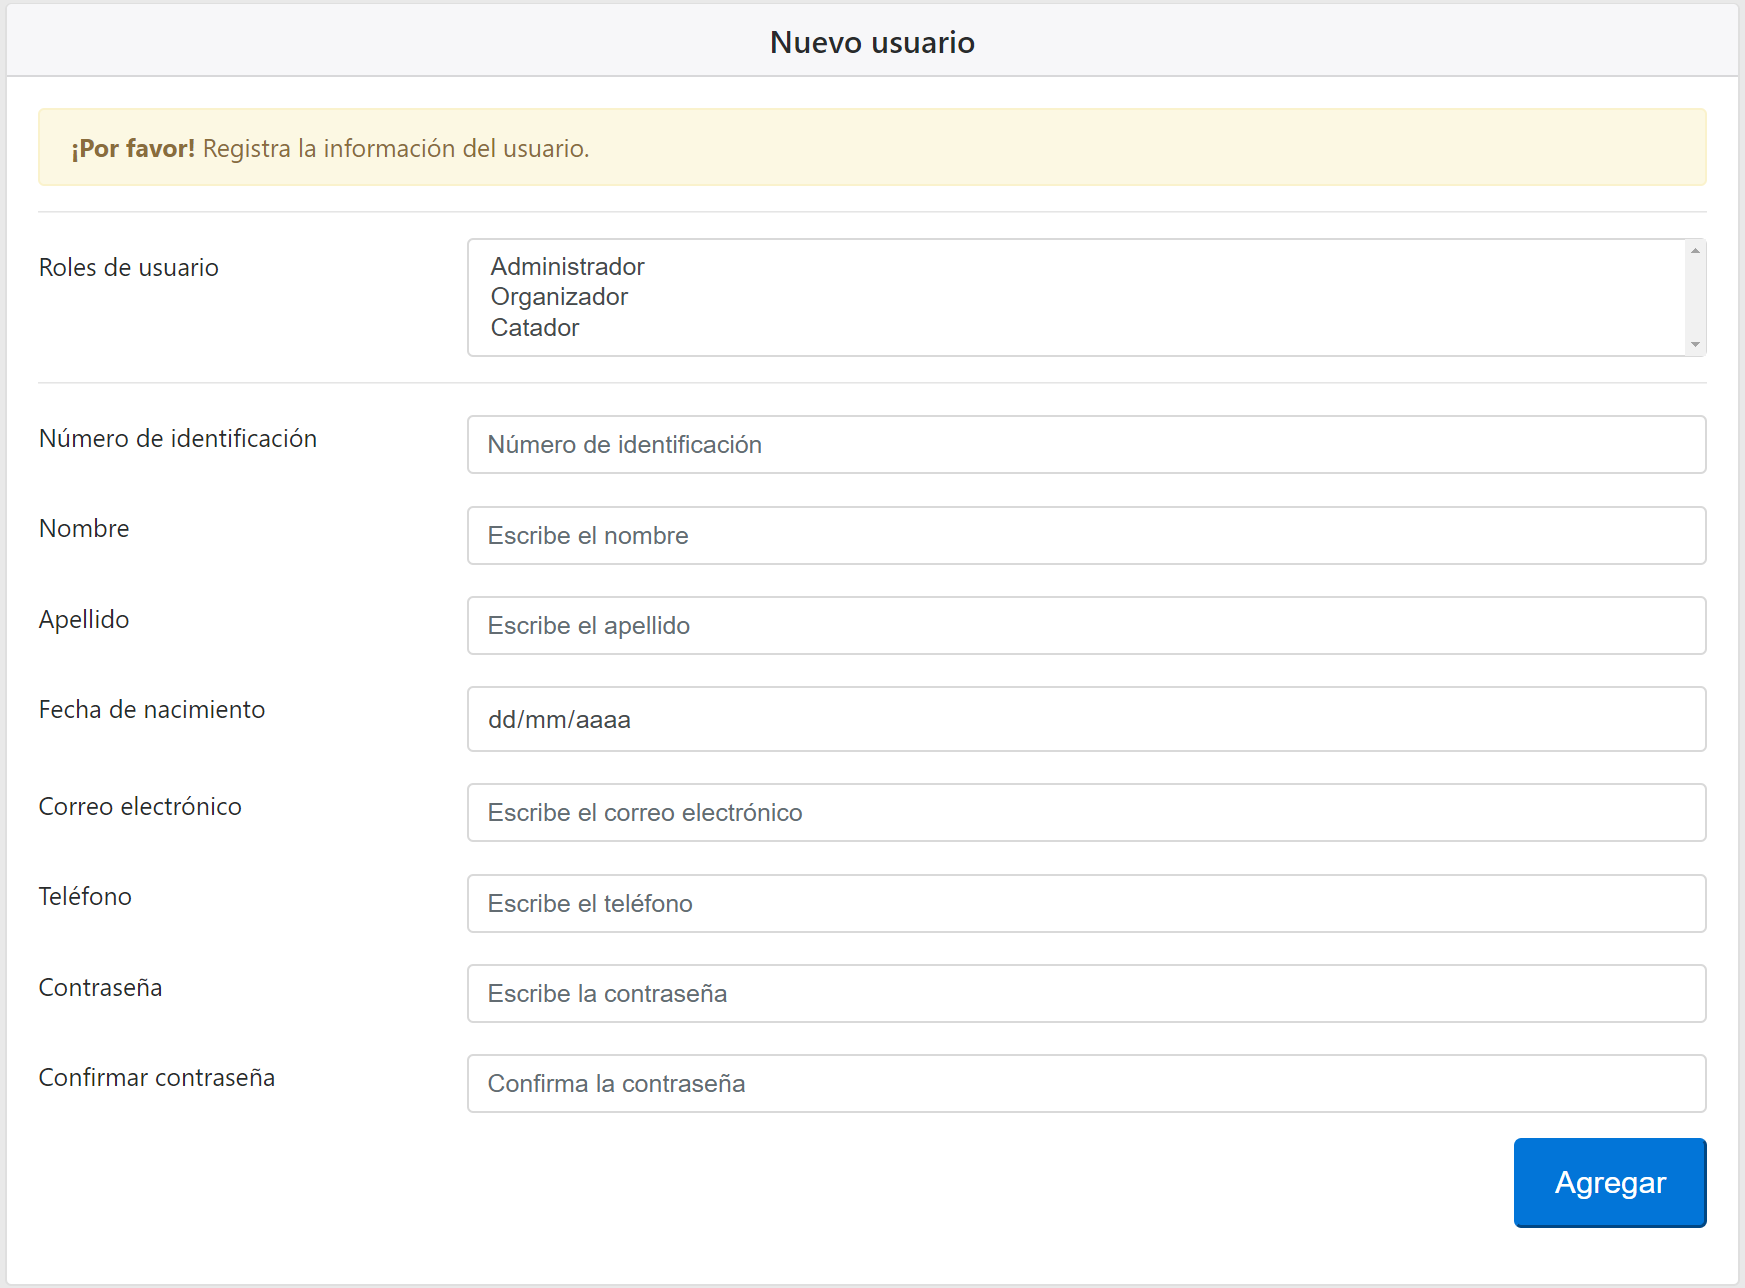 Nuevo usuario
¡Por favor! Registra la información del usuario.
Roles de usuario
Administrador
Organizador
Catador
Número de identificación
Número de identificación
Nombre
Escribe el nombre
Apellido
Escribe el apellido
Fecha de nacimiento
dd/mm/aaaa
Correo electrónico
Escribe el correo electrónico
Teléfono
Escribe el teléfono
Contraseña
Escribe la contraseña
Confirmar contraseña
Confirma la contraseña
Agregar